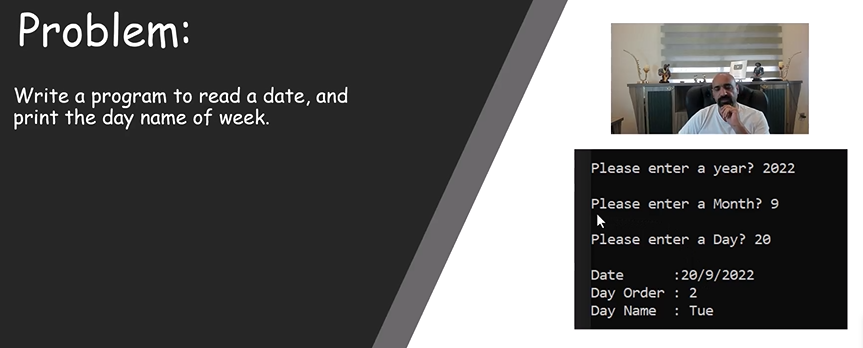 Problem:
Write a program to read a date, and
print the day name of week.
Please enter a year? 2022
Please enter a Month? 9
Please enter a Day? 20
Date      :20/9/2022
Day Order : 2
Day Name  : Tue